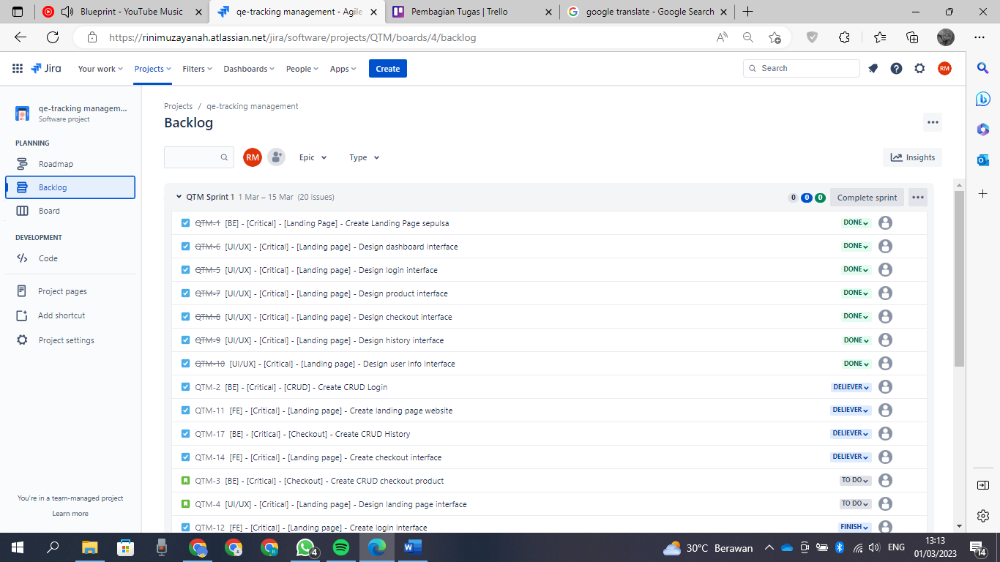 Blueprint - YouTube Music
qe-tracking management - Agile
Pembagian Tugas | Trello
google translate - Google Search
https://rinimuzayanah.atlassian.net/jira/software/projects/QTM/boards/4/backlog
Jira
Your work
Projects
Filters
Dashboards
People
Apps
Create
Search
RM
qe-tracking managem...
Software project
PLANNING
Roadmap
Backlog
Board
DEVELOPMENT
Code
Project pages
Add shortcut
Project settings
You're in a team-managed project
Learn more
Projects / qe-tracking management
Backlog
RM
Epic
Type
Insights
QTM Sprint 1 1 Mar – 15 Mar (20 issues)
0 0 0
Complete sprint
QTM-1 [BE] - [Critical] - [Landing Page] - Create Landing Page sepulsa DONE
QTM-6 [UI/UX] - [Critical] - [Landing page] - Design dashboard interface DONE
QTM-5 [UI/UX] - [Critical] - [Landing page] - Design login interface DONE
QTM-7 [UI/UX] - [Critical] - [Landing page] - Design product interface DONE
QTM-8 [UI/UX] - [Critical] - [Landing page] - Design checkout interface DONE
QTM-9 [UI/UX] - [Critical] - [Landing page] - Design history interface DONE
QTM-10 [UI/UX] - [Critical] - [Landing page] - Design user info interface DONE
QTM-2 [BE] - [Critical] - [CRUD] - Create CRUD Login DELIEVER
QTM-11 [FE] - [Critical] - [Landing page] - Create landing page website DELIEVER
QTM-17 [BE] - [Critical] - [Checkout] - Create CRUD History DELIEVER
QTM-14 [FE] - [Critical] - [Landing page] - Create checkout interface DELIEVER
QTM-3 [BE] - [Critical] - [Checkout] - Create CRUD checkout product TO DO
QTM-4 [UI/UX] - [Critical] - [Landing page] - Design landing page interface TO DO
QTM-12 [FE] - [Critical] - [Landing page] - Create login interface FINISH
4
30°C Berawan
ENG
13:13
01/03/2023
14